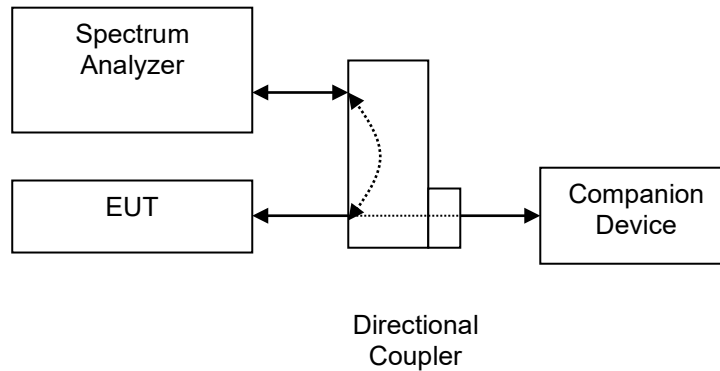 Spectrum
Analyzer
EUT
Companion
Device
Directional
Coupler